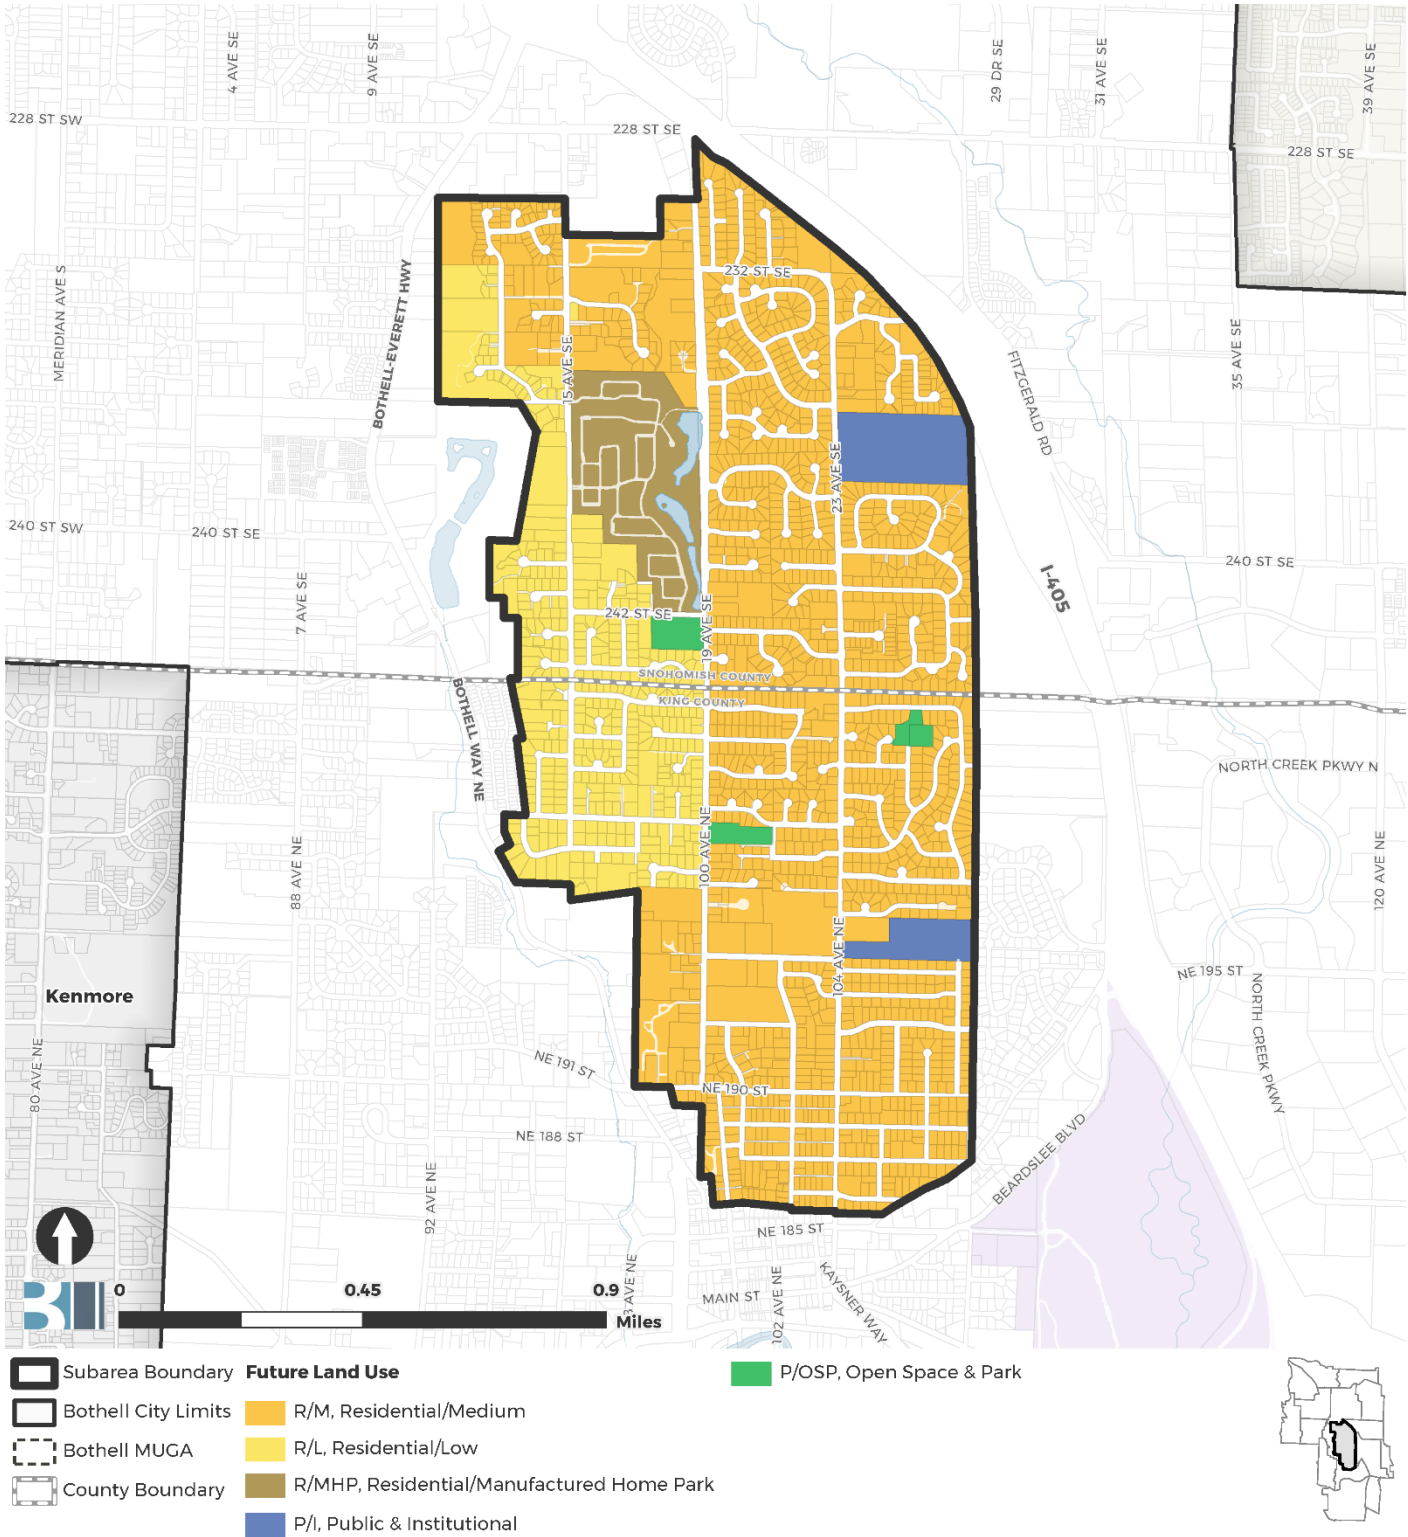 4 AVE SE
9 AVE SE
29 DR SE
31 AVE SE
39 AVE SE
228 ST SW
228 ST SE
228 ST SE
MERIDIAN AVE S
BOTHELL-EVERETT HWY
232 ST SE
15 AVE SE
35 AVE SE
FITZGERALD RD
23 AVE SE
240 ST SW
240 ST SE
240 ST SE
7 AVE SE
I-405
242 ST SE
19 AVE SE
SNOHOMISH COUNTY
KING COUNTY
BOTHELL WAY NE
NORTH CREEK PKWY N
88 AVE NE
100 AVE NE
120 AVE NE
104 AVE NE
NE 195 ST
NORTH CREEK PKWY
Kenmore
80 AVE NE
NE 191 ST
NE 190 ST
NE 188 ST
BEARDSLEE BLVD
92 AVE NE
NE 185 ST
KAYSNER WAY
102 AVE NE
MAIN ST
AVE NE
B
0
0.45
0.9
Miles
Subarea Boundary
Bothell City Limits
Bothell MUGA
County Boundary
Future Land Use
R/M, Residential/Medium
R/L, Residential/Low
R/MHP, Residential/Manufactured Home Park
P/I, Public & Institutional
P/OSP, Open Space & Park